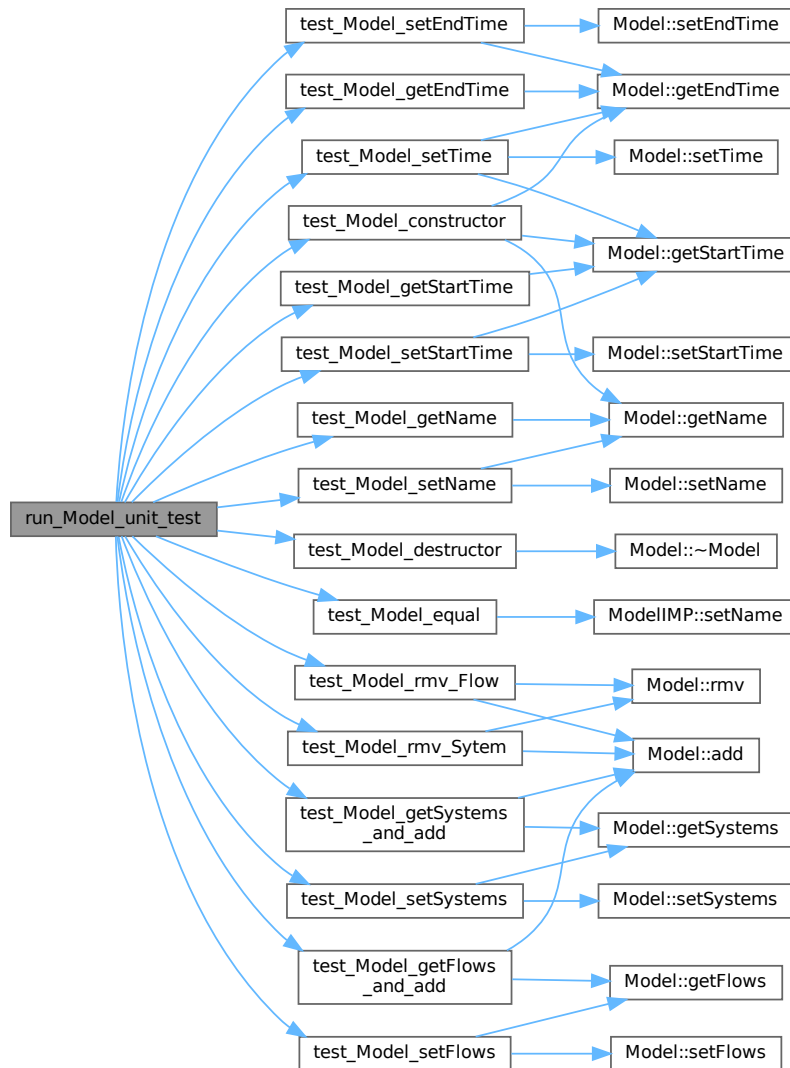 run_Model_unit_test
test_Model_setEndTime
test_Model_getEndTime
test_Model_setTime
test_Model_constructor
test_Model_getStartTime
test_Model_setStartTime
test_Model_getName
test_Model_setName
test_Model_destructor
test_Model_equal
test_Model_rmv_Flow
test_Model_rmv_Sytem
test_Model_getSystems
_and_add
test_Model_setSystems
test_Model_getFlows
_and_add
test_Model_setFlows
Model::setEndTime
Model::getEndTime
Model::setTime
Model::getStartTime
Model::setStartTime
Model::getName
Model::setName
Model::~Model
ModelIMP::setName
Model::rmv
Model::add
Model::getSystems
Model::setSystems
Model::getFlows
Model::setFlows